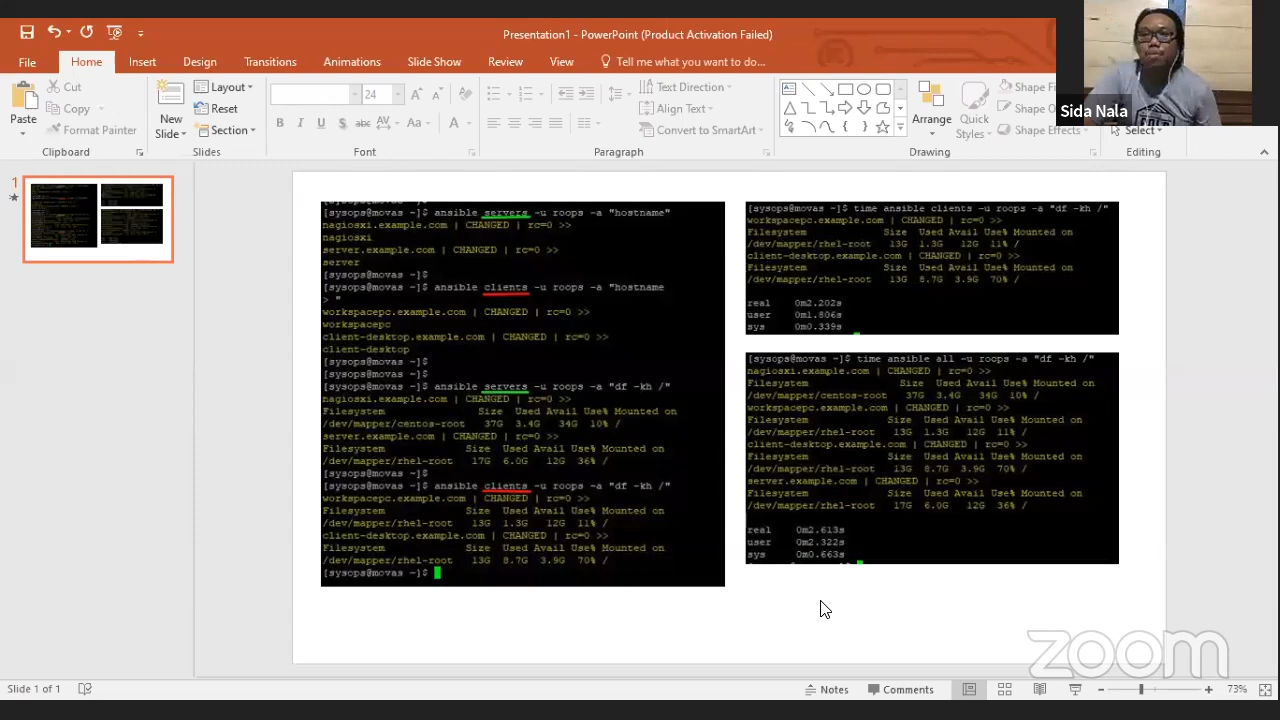 Presentation1 - PowerPoint (Product Activation Failed)
File Home Insert Design Transitions Animations Slide Show Review View Tell me what you want to do...
Cut
Copy
Format Painter
Paste
Clipboard
New
Slide
Layout
Reset
Section
Slides
24
B I U S abc AV Aa A
Font
Text Direction
Align Text
Convert to SmartArt
Paragraph
Arrange
Quick
Styles
Shape Fi
Shape O
Shape Effects
Drawing
Select
Editing
Sida Nala
1
[sysops@movas ~]$ ansible servers -u roops -a "hostname"
nagiosxi.example.com | CHANGED | rc=0 >>
nagiosxi
server.example.com | CHANGED | rc=0 >>
server
[sysops@movas ~]$
[sysops@movas ~]$ ansible clients -u roops -a "hostname
> "
workspacepc.example.com | CHANGED | rc=0 >>
workspacepc
client-desktop.example.com | CHANGED | rc=0 >>
client-desktop
[sysops@movas ~]$
[sysops@movas ~]$
[sysops@movas ~]$ ansible servers -u roops -a "df -kh /"
nagiosxi.example.com | CHANGED | rc=0 >>
Filesystem Size Used Avail Use% Mounted on
/dev/mapper/centos-root 37G 3.4G 34G 10% /
server.example.com | CHANGED | rc=0 >>
Filesystem Size Used Avail Use% Mounted on
/dev/mapper/rhel-root 17G 6.0G 12G 36% /
[sysops@movas ~]$
[sysops@movas ~]$ ansible clients -u roops -a "df -kh /"
workspacepc.example.com | CHANGED | rc=0 >>
Filesystem Size Used Avail Use% Mounted on
/dev/mapper/rhel-root 13G 1.3G 12G 11% /
client-desktop.example.com | CHANGED | rc=0 >>
Filesystem Size Used Avail Use% Mounted on
/dev/mapper/rhel-root 13G 8.7G 3.9G 70% /
[sysops@movas ~]$
[sysops@movas ~]$ time ansible clients -u roops -a "df -kh /"
workspacepc.example.com | CHANGED | rc=0 >>
Filesystem Size Used Avail Use% Mounted on
/dev/mapper/rhel-root 13G 1.3G 12G 11% /
client-desktop.example.com | CHANGED | rc=0 >>
Filesystem Size Used Avail Use% Mounted on
/dev/mapper/rhel-root 13G 8.7G 3.9G 70% /
real 0m2.202s
user 0m1.806s
sys 0m0.339s
[sysops@movas ~]$ time ansible all -u roops -a "df -kh /"
nagiosxi.example.com | CHANGED | rc=0 >>
Filesystem Size Used Avail Use% Mounted on
/dev/mapper/centos-root 37G 3.4G 34G 10% /
workspacepc.example.com | CHANGED | rc=0 >>
Filesystem Size Used Avail Use% Mounted on
/dev/mapper/rhel-root 13G 1.3G 12G 11% /
client-desktop.example.com | CHANGED | rc=0 >>
Filesystem Size Used Avail Use% Mounted on
/dev/mapper/rhel-root 13G 8.7G 3.9G 70% /
server.example.com | CHANGED | rc=0 >>
Filesystem Size Used Avail Use% Mounted on
/dev/mapper/rhel-root 17G 6.0G 12G 36% /
real 0m2.613s
user 0m2.322s
sys 0m0.663s
zoom
Slide 1 of 1 Notes Comments 73%